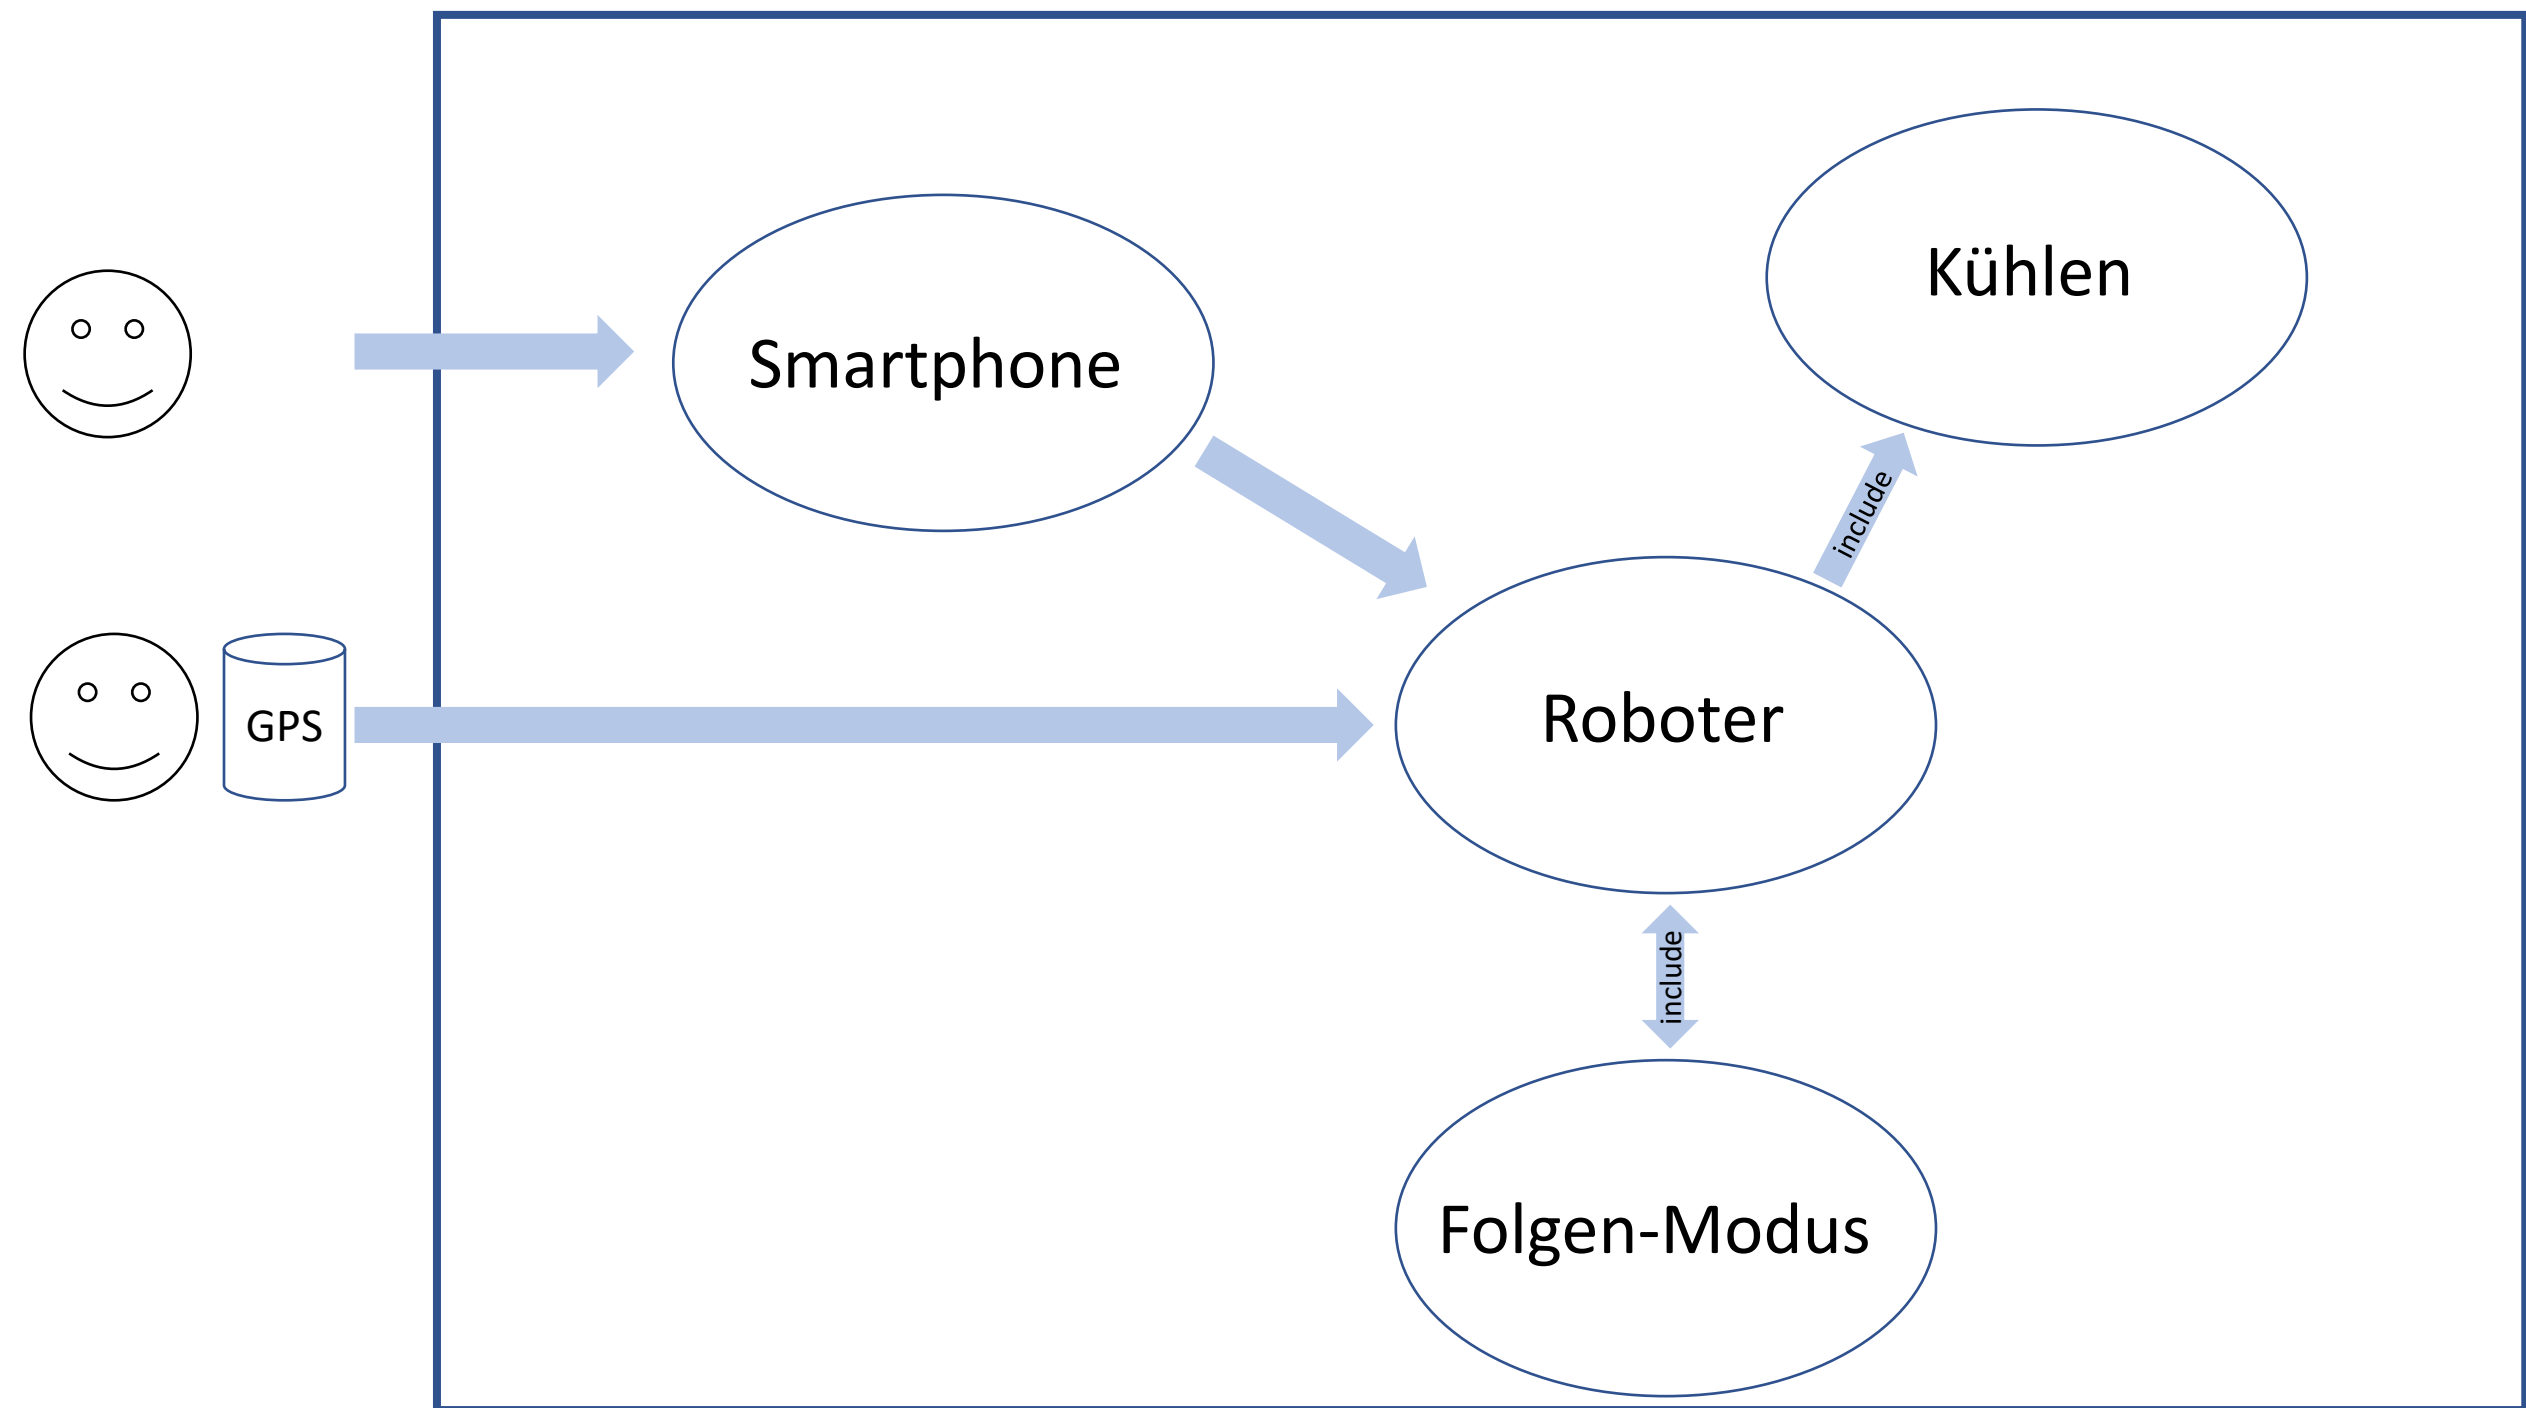 Kühlen
Smartphone
include
GPS
Roboter
include
Folgen-Modus